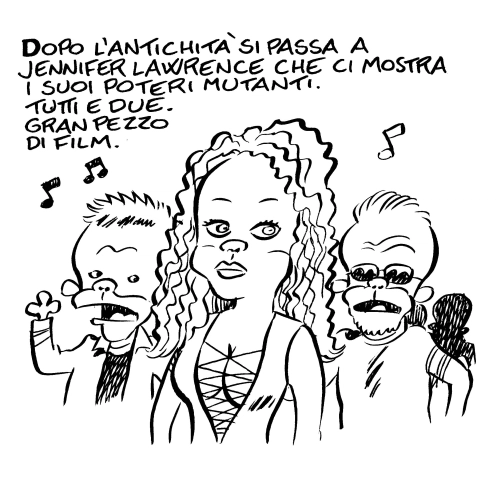 DOPO L'ANTICHITÀ SI PASSA A
JENNIFER LAWRENCE CHE CI MOSTRA
I SUOI POTERI MUTANTI.
TUTTI E DUE.
GRAN PEZZO
DI FILM.